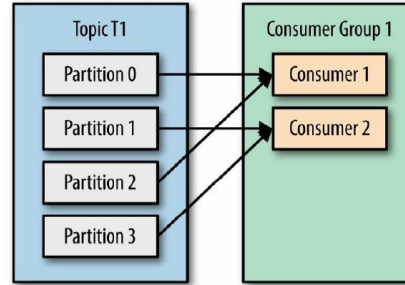 Topic T1
Partition 0
Partition 1
Partition 2
Partition 3
Consumer Group 1
Consumer 1
Consumer 2